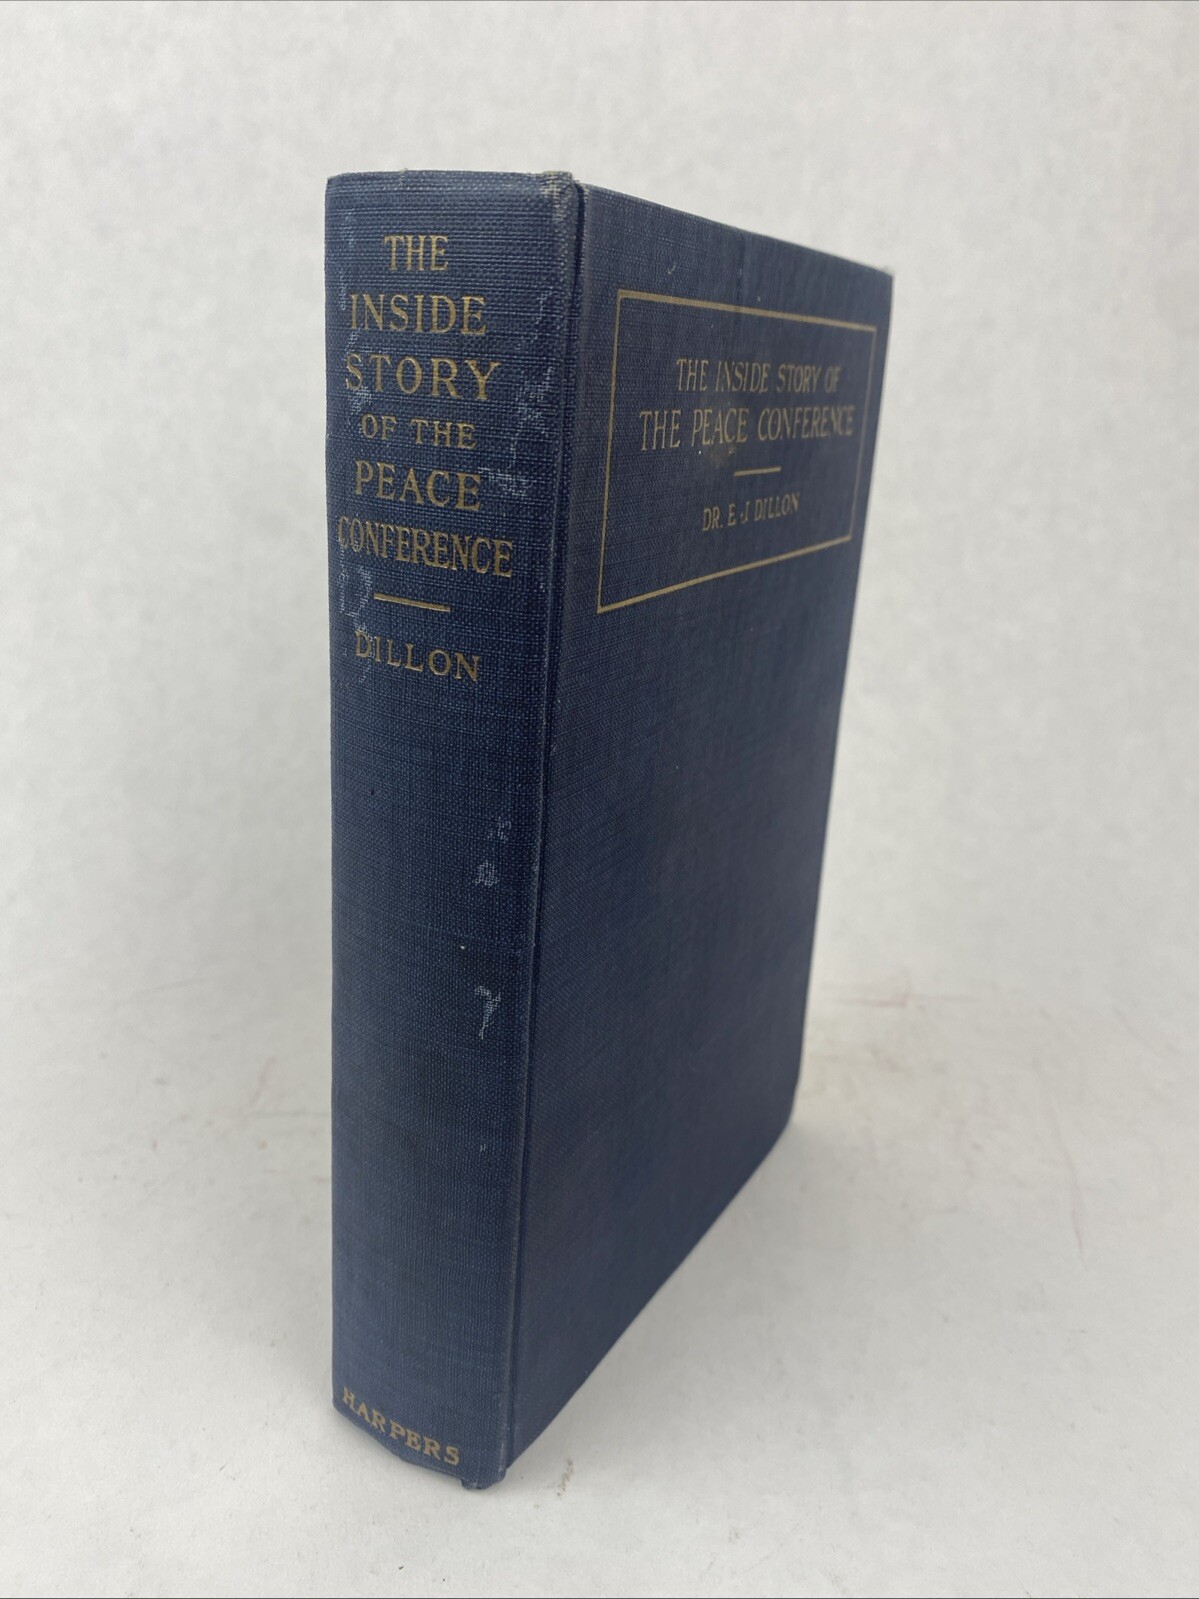 THE
INSIDE
STORY
OF THE
PEACE
CONFERENCE
DILLON
HARPERS
THE INSIDE STORY OF
THE PEACE CONFERENCE
DR. E·J DILLON